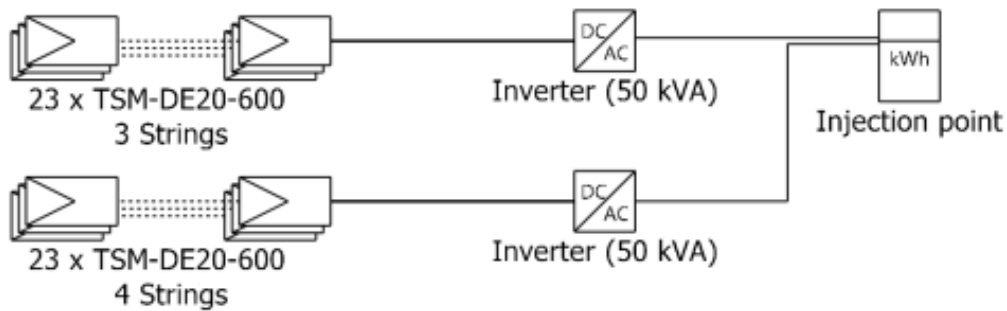 DC
AC
kWh
23 x TSM-DE20-600
3 Strings
Inverter (50 kVA)
Injection point
DC
AC
23 x TSM-DE20-600
4 Strings
Inverter (50 kVA)